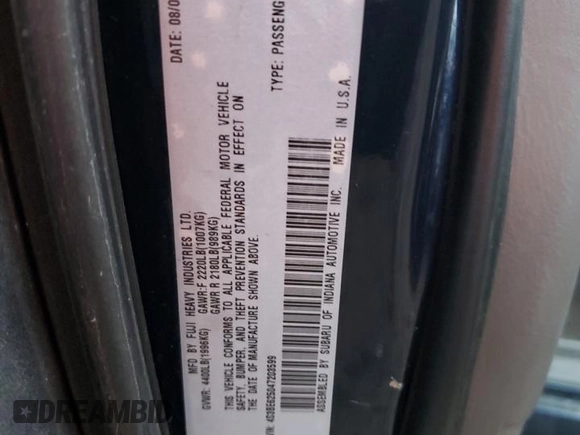 MFD BY FUJI HEAVY INDUSTRIES LTD. DATE: 08/0
GAWR:F 2220LB(1007KG)
GVWR: 4400LB(1996KG) GAWR R 2180LB(989KG)
THIS VEHICLE CONFORMS TO ALL APPLICABLE FEDERAL MOTOR VEHICLE
SAFETY, BUMPER, AND THEFT PREVENTION STANDARDS IN EFFECT ON
THE DATE OF MANUFACTURE SHOWN ABOVE.
4S3BE625047203599 TYPE: PASSENG
ASSEMBLED BY SUBARU OF INDIANA AUTOMOTIVE INC. MADE IN U.S.A.
DREAMBID